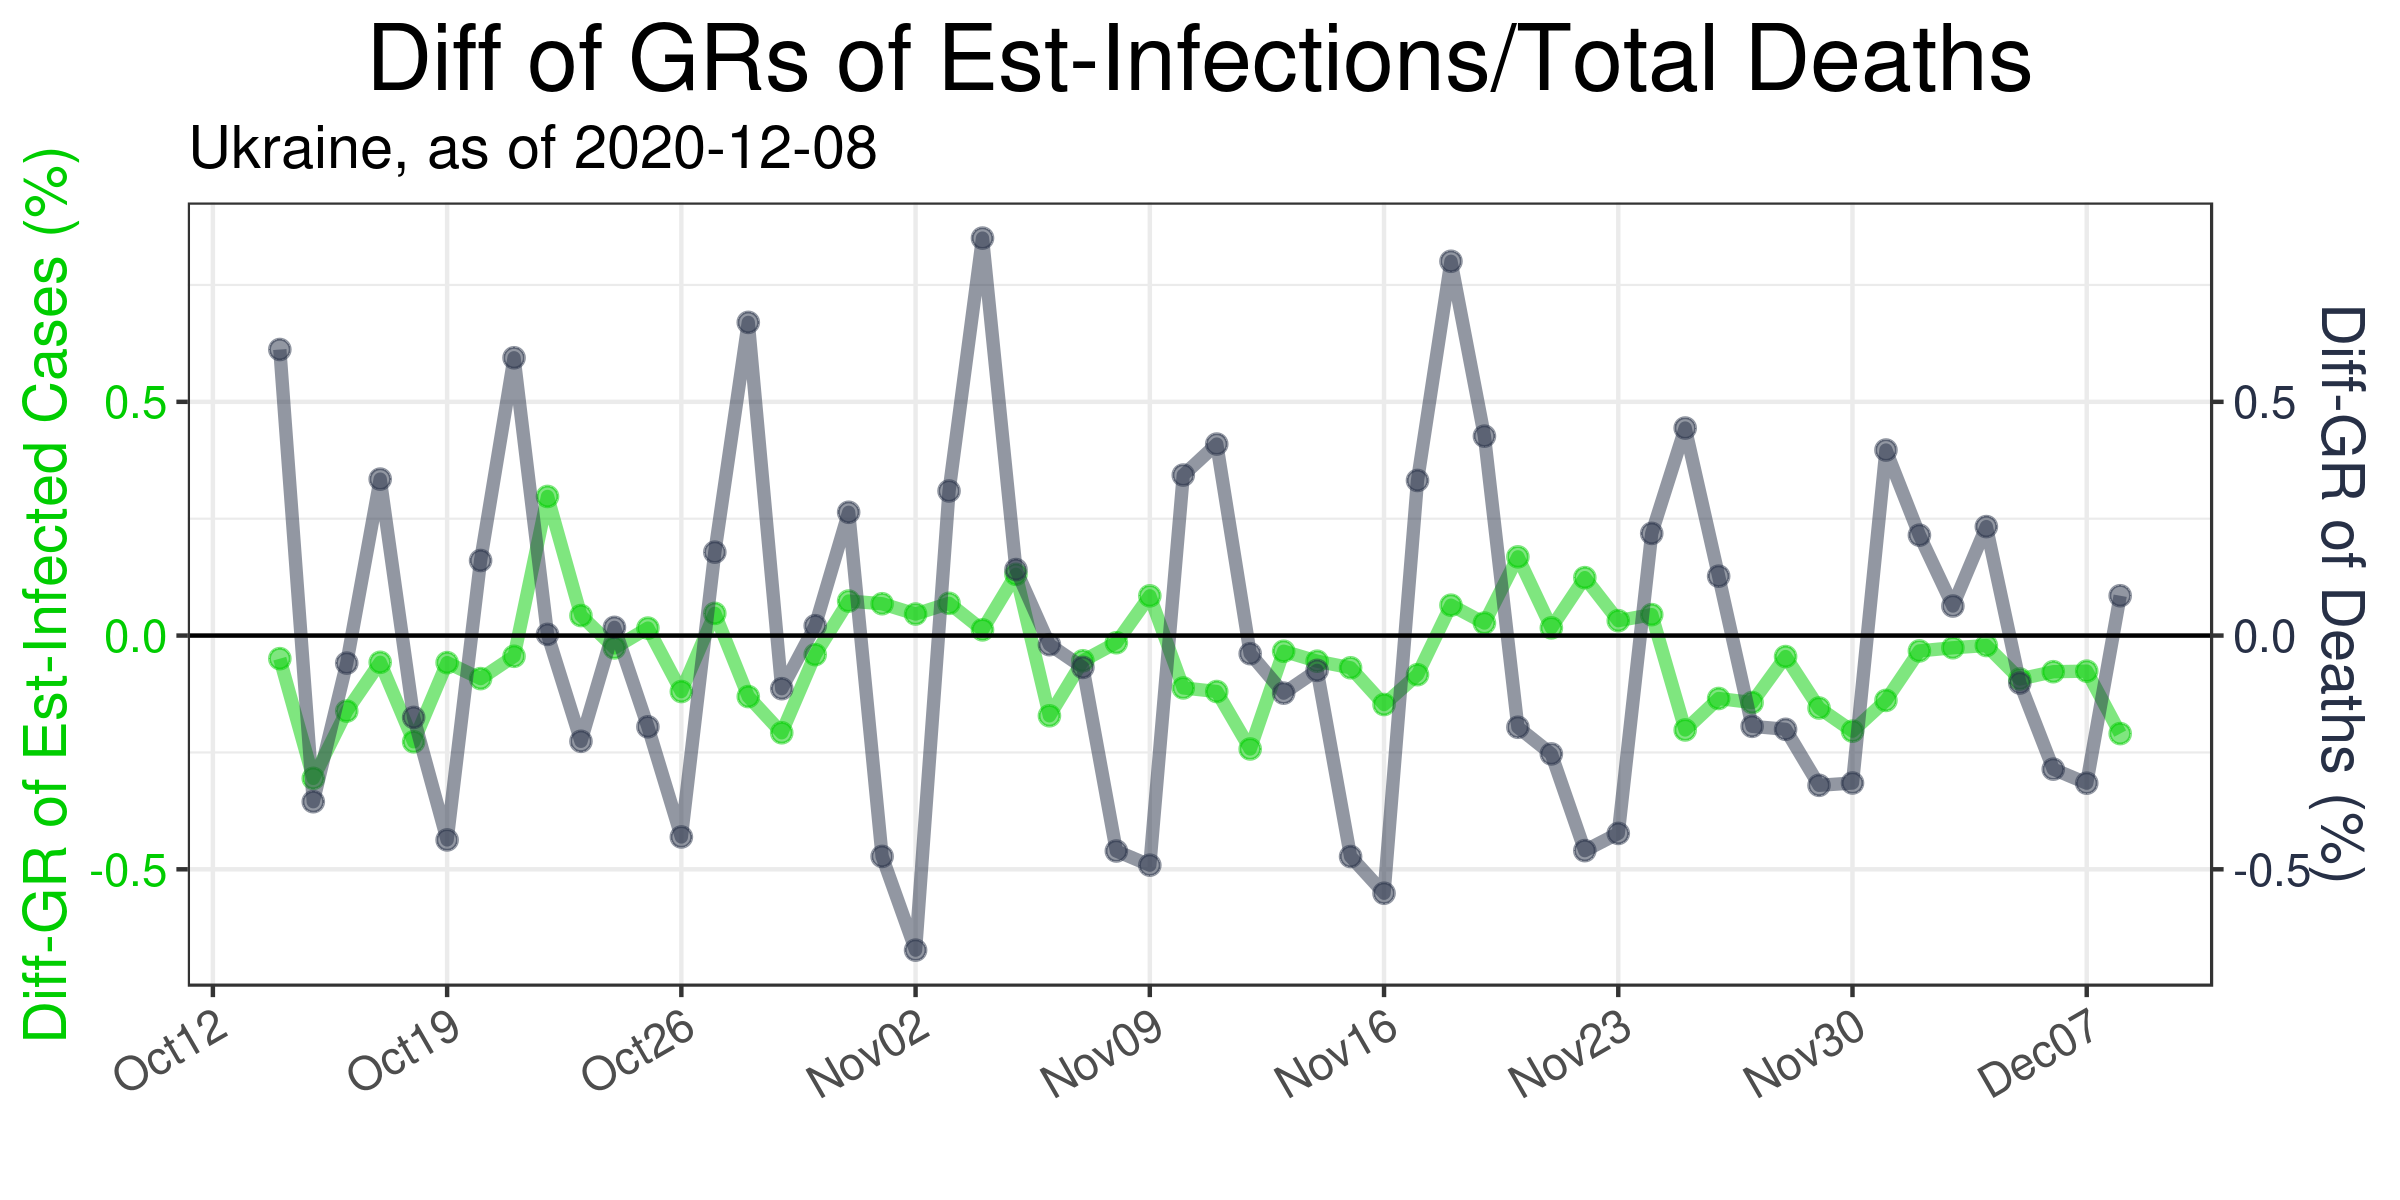 Diff of GRs of Est-Infections/Total Deaths
Ukraine, as of 2020-12-08
Diff-GR of Est-Infected Cases (%)
0.5
0.0
-0.5
0.5
0.0
-0.5
Diff-GR of Deaths (%)
Oct12
Oct19
Oct26
Nov02
Nov09
Nov16
Nov23
Nov30
Dec07